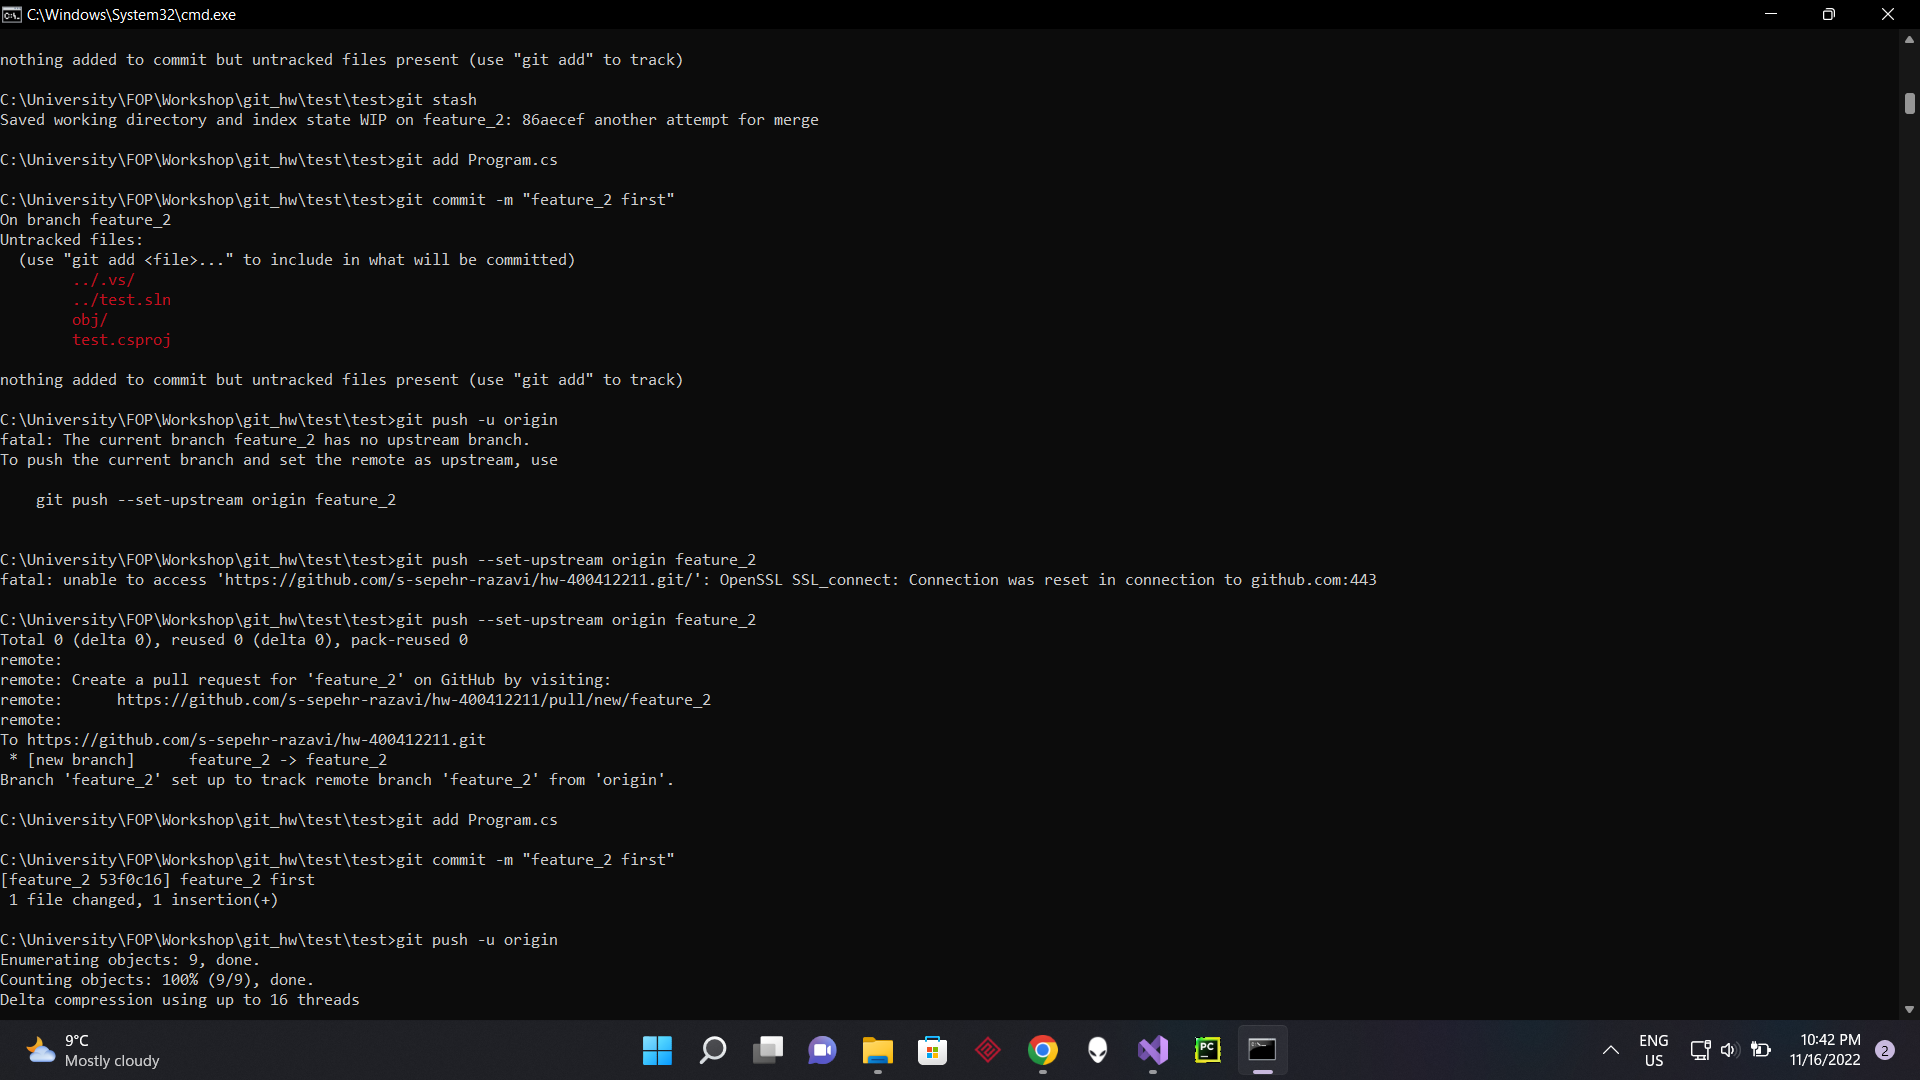 C:\Windows\System32\cmd.exe
nothing added to commit but untracked files present (use "git add" to track)
C:\University\FOP\Workshop\git_hw\test\test>git stash
Saved working directory and index state WIP on feature_2: 86aecef another attempt for merge
C:\University\FOP\Workshop\git_hw\test\test>git add Program.cs
C:\University\FOP\Workshop\git_hw\test\test>git commit -m "feature_2 first"
On branch feature_2
Untracked files:
  (use "git add <file>..." to include in what will be committed)
        ../.vs/
        ../test.sln
        obj/
        test.csproj
nothing added to commit but untracked files present (use "git add" to track)
C:\University\FOP\Workshop\git_hw\test\test>git push -u origin
fatal: The current branch feature_2 has no upstream branch.
To push the current branch and set the remote as upstream, use
    git push --set-upstream origin feature_2
C:\University\FOP\Workshop\git_hw\test\test>git push --set-upstream origin feature_2
fatal: unable to access 'https://github.com/s-sepehr-razavi/hw-400412211.git/': OpenSSL SSL_connect: Connection was reset in connection to github.com:443
C:\University\FOP\Workshop\git_hw\test\test>git push --set-upstream origin feature_2
Total 0 (delta 0), reused 0 (delta 0), pack-reused 0
remote:
remote: Create a pull request for 'feature_2' on GitHub by visiting:
remote:      https://github.com/s-sepehr-razavi/hw-400412211/pull/new/feature_2
remote:
To https://github.com/s-sepehr-razavi/hw-400412211.git
 * [new branch]      feature_2 -> feature_2
Branch 'feature_2' set up to track remote branch 'feature_2' from 'origin'.
C:\University\FOP\Workshop\git_hw\test\test>git add Program.cs
C:\University\FOP\Workshop\git_hw\test\test>git commit -m "feature_2 first"
[feature_2 53f0c16] feature_2 first
 1 file changed, 1 insertion(+)
C:\University\FOP\Workshop\git_hw\test\test>git push -u origin
Enumerating objects: 9, done.
Counting objects: 100% (9/9), done.
Delta compression using up to 16 threads
9°C
Mostly cloudy
PC
ENG
US
10:42 PM
11/16/2022
2